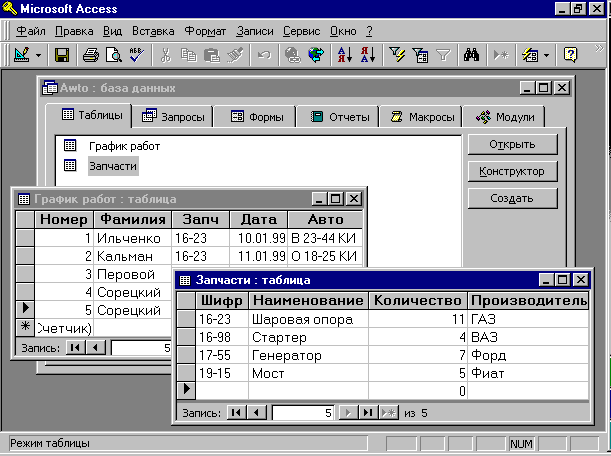 Microsoft Access
Файл Правка Вид Вставка Формат Записи Сервис Окно ?
Awto : база данных
Таблицы Запросы Формы Отчеты Макросы Модули
График работ
Запчасти
Открыть
Конструктор
Создать
График работ : таблица
Номер Фамилия Запч Дата Авто
1 Ильченко 16-23 10.01.99 В 23-44 КИ
2 Кальман 16-23 11.01.99 О 18-25 КИ
3 Перовой
4 Сорецкий
5 Сорецкий
Счетчик)
Запись: 5
Запчасти : таблица
Шифр Наименование Количество Производитель
16-23 Шаровая опора 11 ГАЗ
16-98 Стартер 4 ВАЗ
17-55 Генератор 7 Форд
19-15 Мост 5 Фиат
0
Запись: 5 из 5
Режим таблицы NUM